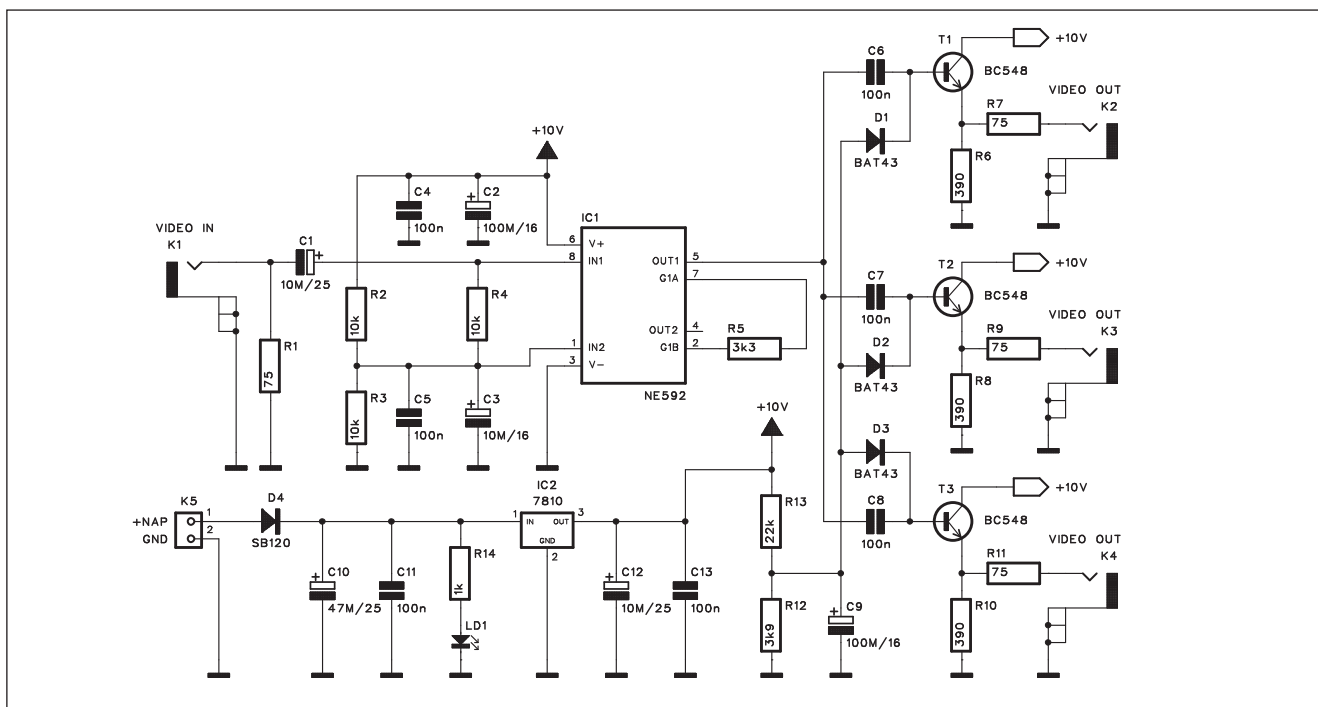 VIDEO IN
K1
C1
+
10M/25
R1
75
R2
10k
R3
10k
C4
100n
+
C2
100M/16
+10V
R4
10k
C5
100n
+
C3
10M/16
IC1
6
V+
8
IN1
1
IN2
3
V-
OUT1
5
G1A
7
OUT2
4
G1B
2
NE592
R5
3k3
C6
100n
D1
BAT43
T1
BC548
+10V
R7
75
R6
390
VIDEO OUT
K2
C7
100n
D2
BAT43
T2
BC548
+10V
R9
75
R8
390
VIDEO OUT
K3
D3
BAT43
C8
100n
T3
BC548
+10V
R11
75
R10
390
VIDEO OUT
K4
K5
+NAP
1
GND
2
D4
SB120
+
C10
47M/25
C11
100n
R14
1k
LD1
IC2
7810
1
IN
OUT
3
GND
2
+
C12
10M/25
C13
100n
+10V
R13
22k
R12
3k9
+
C9
100M/16